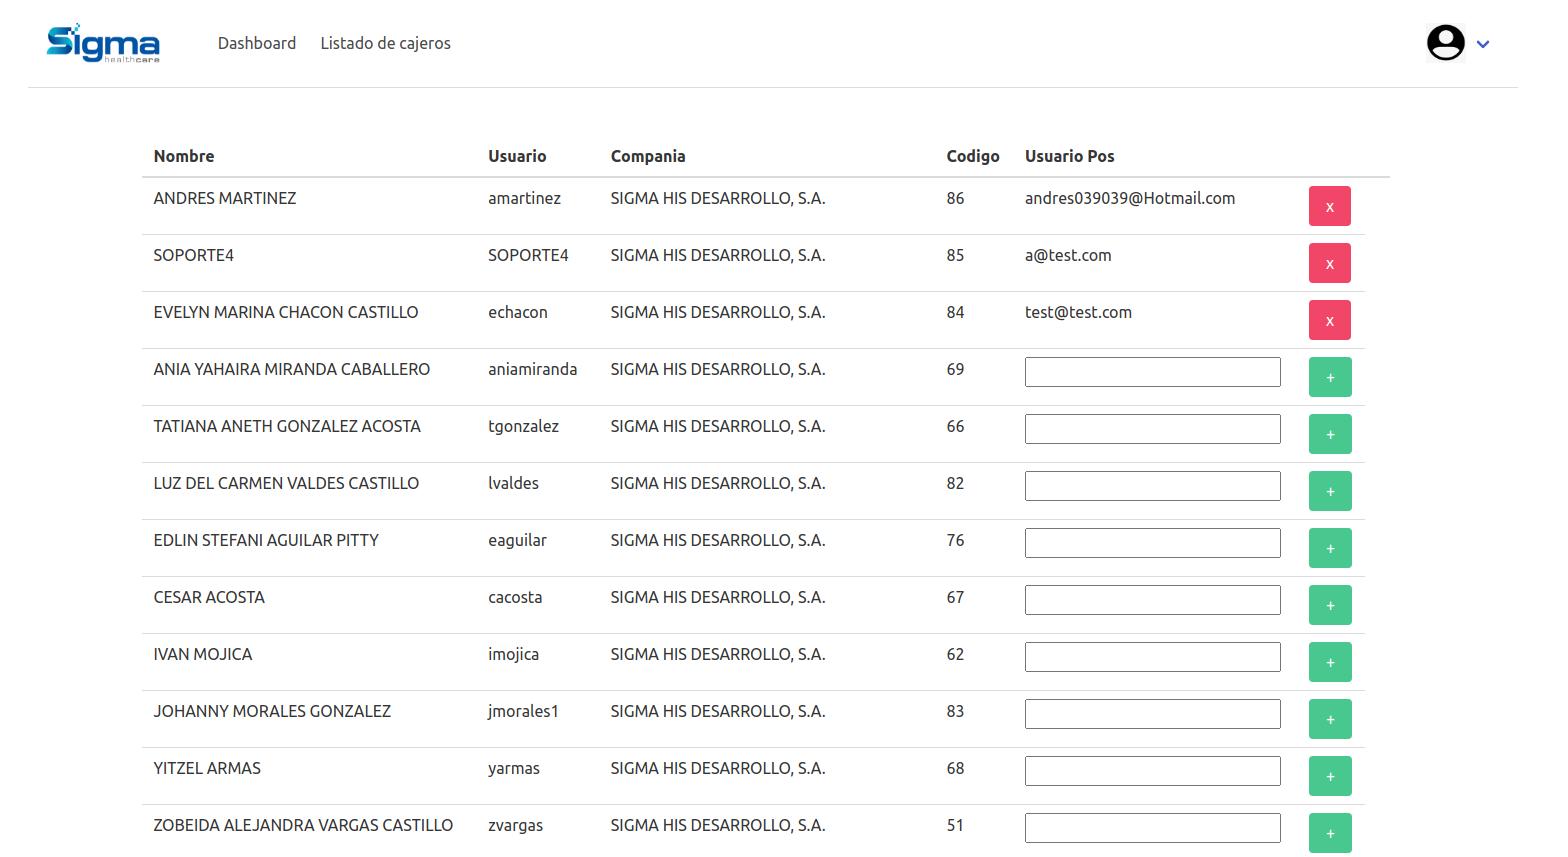 Sigma
healthcare
Dashboard Listado de cajeros
Nombre Usuario Compania Codigo Usuario Pos
ANDRES MARTINEZ amartinez SIGMA HIS DESARROLLO, S.A. 86 andres039039@Hotmail.com x
SOPORTE4 SOPORTE4 SIGMA HIS DESARROLLO, S.A. 85 a@test.com x
EVELYN MARINA CHACON CASTILLO echacon SIGMA HIS DESARROLLO, S.A. 84 test@test.com x
ANIA YAHAIRA MIRANDA CABALLERO aniamiranda SIGMA HIS DESARROLLO, S.A. 69 +
TATIANA ANETH GONZALEZ ACOSTA tgonzalez SIGMA HIS DESARROLLO, S.A. 66 +
LUZ DEL CARMEN VALDES CASTILLO lvaldes SIGMA HIS DESARROLLO, S.A. 82 +
EDLIN STEFANI AGUILAR PITTY eaguilar SIGMA HIS DESARROLLO, S.A. 76 +
CESAR ACOSTA cacosta SIGMA HIS DESARROLLO, S.A. 67 +
IVAN MOJICA imojica SIGMA HIS DESARROLLO, S.A. 62 +
JOHANNY MORALES GONZALEZ jmorales1 SIGMA HIS DESARROLLO, S.A. 83 +
YITZEL ARMAS yarmas SIGMA HIS DESARROLLO, S.A. 68 +
ZOBEIDA ALEJANDRA VARGAS CASTILLO zvargas SIGMA HIS DESARROLLO, S.A. 51 +